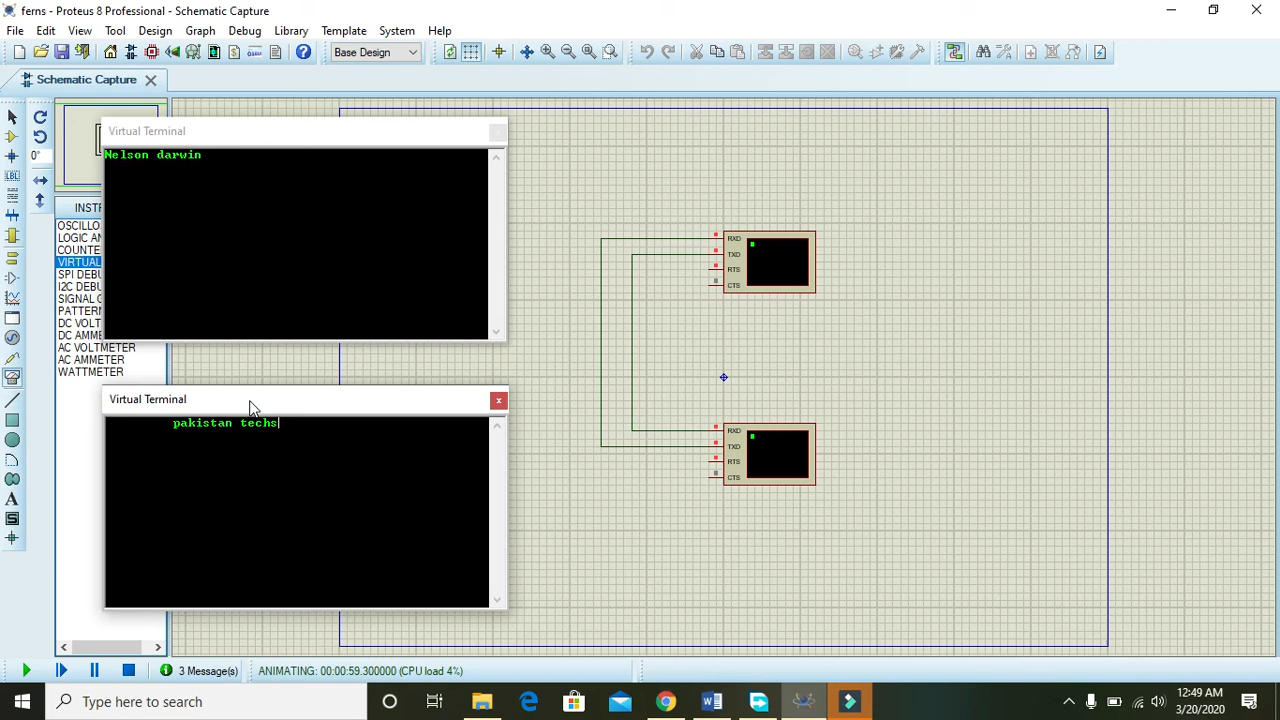 ferns - Proteus 8 Professional - Schematic Capture
File Edit View Tool Design Graph Debug Library Template System Help
Base Design
Schematic Capture
Virtual Terminal
Nelson darwin
0°
LBL
INSTR
OSCILLO
LOGIC AN
COUNTE
VIRTUAL
SPI DEBU
I2C DEBU
SIGNAL G
PATTERN
DC VOLT
DC AMME
AC VOLTMETER
AC AMMETER
WATTMETER
RXD
TXD
RTS
CTS
Virtual Terminal
pakistan techs
RXD
TXD
RTS
CTS
3 Message(s)
ANIMATING: 00:00:59.300000 (CPU load 4%)
Type here to search
12:49 AM
3/20/2020